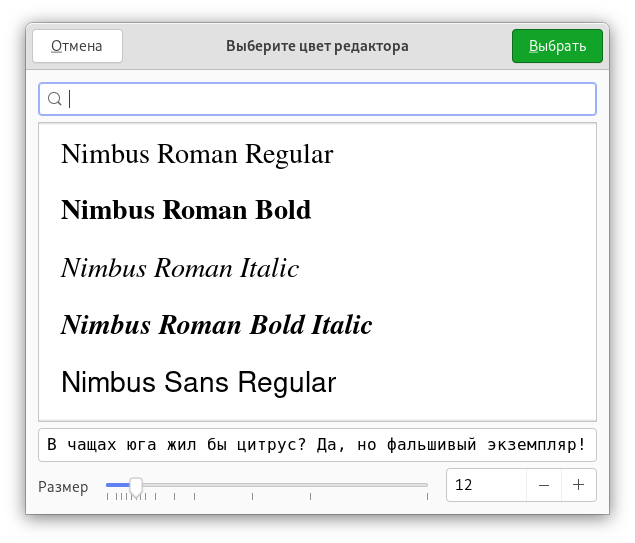 Отмена
Выберите цвет редактора
Выбрать
Nimbus Roman Regular
Nimbus Roman Bold
Nimbus Roman Italic
Nimbus Roman Bold Italic
Nimbus Sans Regular
В чащах юга жил бы цитрус? Да, но фальшивый экземпляр!
Размер
12